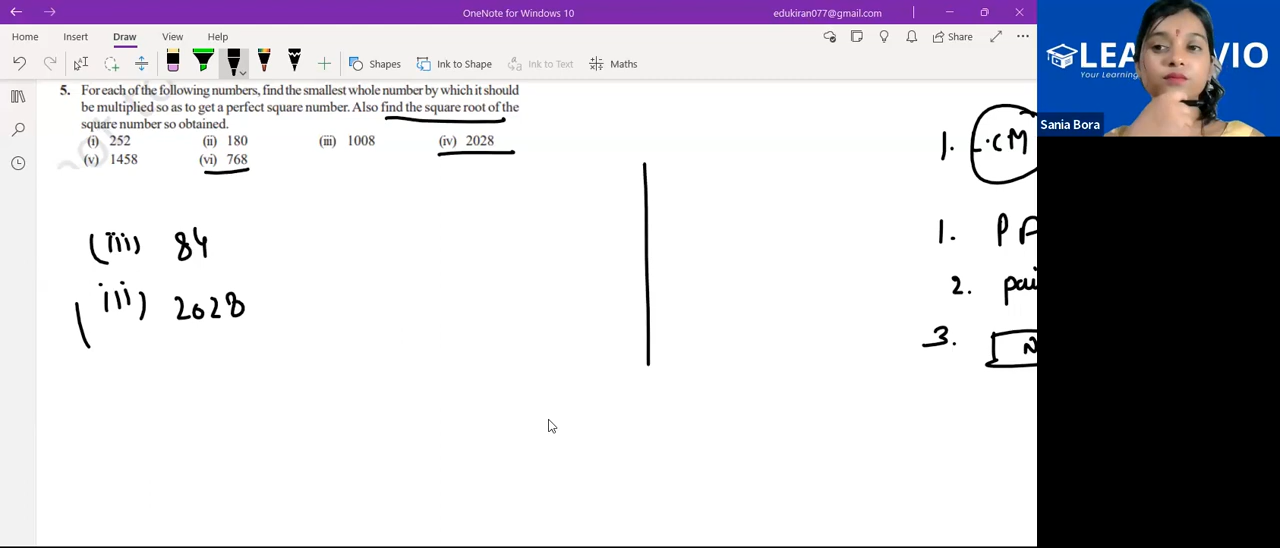 OneNote for Windows 10
edukiran077@gmail.com
Home Insert Draw View Help
Share
Shapes Ink to Shape Ink to Text Maths
5. For each of the following numbers, find the smallest whole number by which it should
be multiplied so as to get a perfect square number. Also find the square root of the
square number so obtained.
(i) 252 (ii) 180 (iii) 1008 (iv) 2028
(v) 1458 (vi) 768
(iii) 84
(iii) 2028
1.
1. P
2.
3. N
LEA VIO
Your Learning
Sania Bora